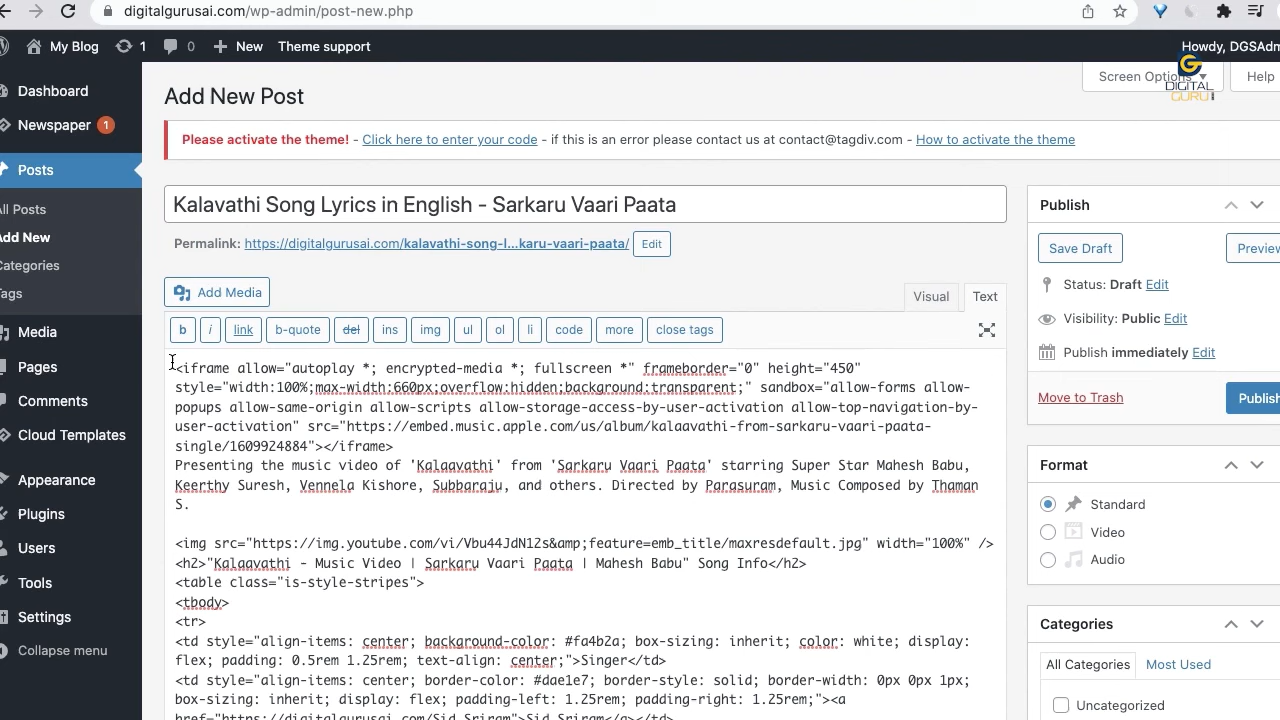 digitalgurusai.com/wp-admin/post-new.php
My Blog 1 0 New Theme support
Howdy,
Dashboard
Newspaper 1
Posts
Add New
Categories
Media
Pages
Comments
Cloud Templates
Appearance
Plugins
Users
Tools
Settings
Collapse menu
Screen Options
Help
DIGITAL
GURU
Add New Post
Please activate the theme! - Click here to enter your code - if this is an error please contact us at contact@tagdiv.com - How to activate the theme
Kalavathi Song Lyrics in English - Sarkaru Vaari Paata
Permalink: https://digitalgurusai.com/kalavathi-song-l...karu-vaari-paata/ Edit
Add Media
Visual Text
b i link b-quote del ins img ul ol li code more close tags
<iframe allow="autoplay *; encrypted-media *; fullscreen *" frameborder="0" height="450"
style="width:100%;max-width:660px;overflow:hidden;background:transparent;" sandbox="allow-forms allow-
popups allow-same-origin allow-scripts allow-storage-access-by-user-activation allow-top-navigation-by-
user-activation" src="https://embed.music.apple.com/us/album/kalaavathi-from-sarkaru-vaari-paata-
single/1609924884"></iframe>
Presenting the music video of 'Kalaavathi' from 'Sarkaru Vaari Paata' starring Super Star Mahesh Babu,
Keerthy Suresh, Vennela Kishore, Subbaraju, and others. Directed by Parasuram, Music Composed by Thaman
S.
<img src="https://img.youtube.com/vi/Vbu44JdN12s&amp;feature=emb_title/maxresdefault.jpg" width="100%" />
<h2>"Kalaavathi - Music Video | Sarkaru Vaari Paata | Mahesh Babu" Song Info</h2>
<table class="is-style-stripes">
<tbody>
<tr>
<td style="align-items: center; background-color: #fa4b2a; box-sizing: inherit; color: white; display:
flex; padding: 0.5rem 1.25rem; text-align: center;">Singer</td>
<td style="align-items: center; border-color: #dae1e7; border-style: solid; border-width: 0px 0px 1px;
box-sizing: inherit; display: flex; padding-left: 1.25rem; padding-right: 1.25rem;"><a
href="https://digitalgurusai.com/Sid Sriram">Sid Sriram</a></td>
Publish
Save Draft
Status: Draft Edit
Visibility: Public Edit
Publish immediately Edit
Move to Trash
Format
Standard
Video
Audio
Categories
All Categories Most Used
Uncategorized